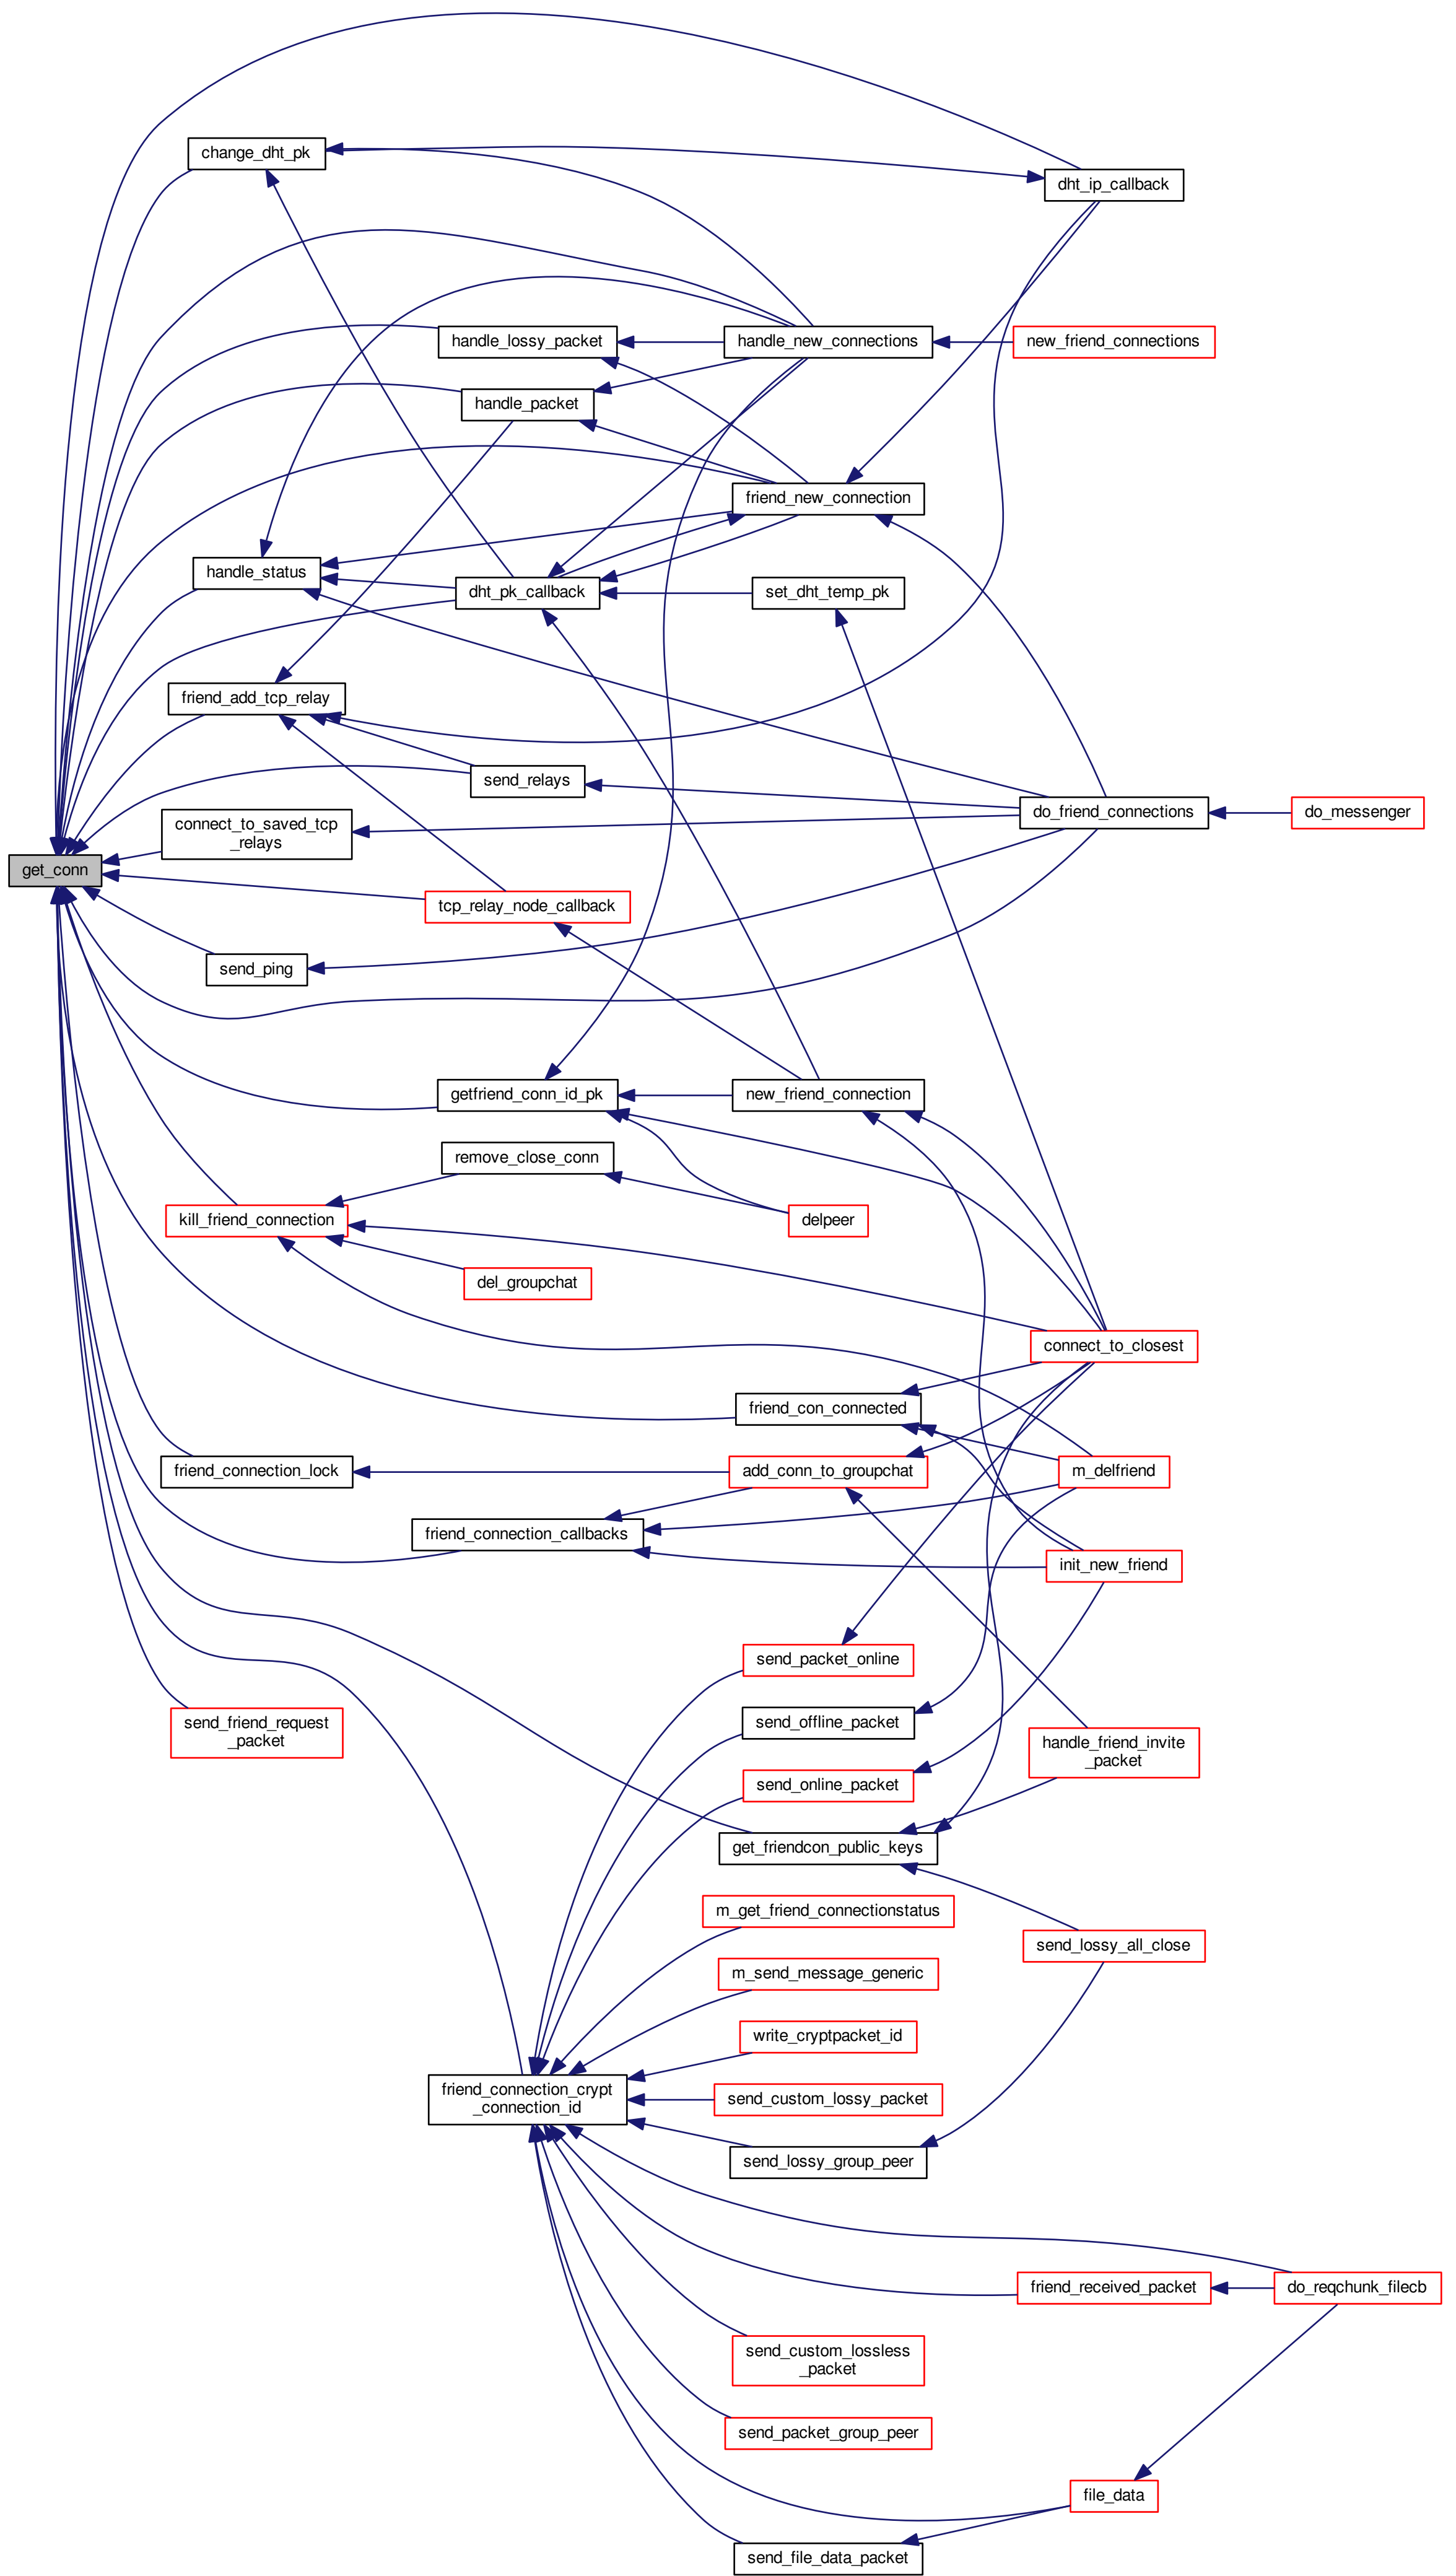 change_dht_pk
dht_ip_callback
handle_lossy_packet
handle_new_connections
new_friend_connections
handle_packet
friend_new_connection
handle_status
dht_pk_callback
set_dht_temp_pk
friend_add_tcp_relay
send_relays
connect_to_saved_tcp
_relays
do_friend_connections
do_messenger
get_conn
tcp_relay_node_callback
send_ping
getfriend_conn_id_pk
new_friend_connection
remove_close_conn
kill_friend_connection
delpeer
del_groupchat
connect_to_closest
friend_con_connected
friend_connection_lock
add_conn_to_groupchat
m_delfriend
friend_connection_callbacks
init_new_friend
send_packet_online
send_friend_request
_packet
send_offline_packet
handle_friend_invite
_packet
send_online_packet
get_friendcon_public_keys
m_get_friend_connectionstatus
send_lossy_all_close
m_send_message_generic
write_cryptpacket_id
friend_connection_crypt
_connection_id
send_custom_lossy_packet
send_lossy_group_peer
friend_received_packet
do_reqchunk_filecb
send_custom_lossless
_packet
send_packet_group_peer
file_data
send_file_data_packet